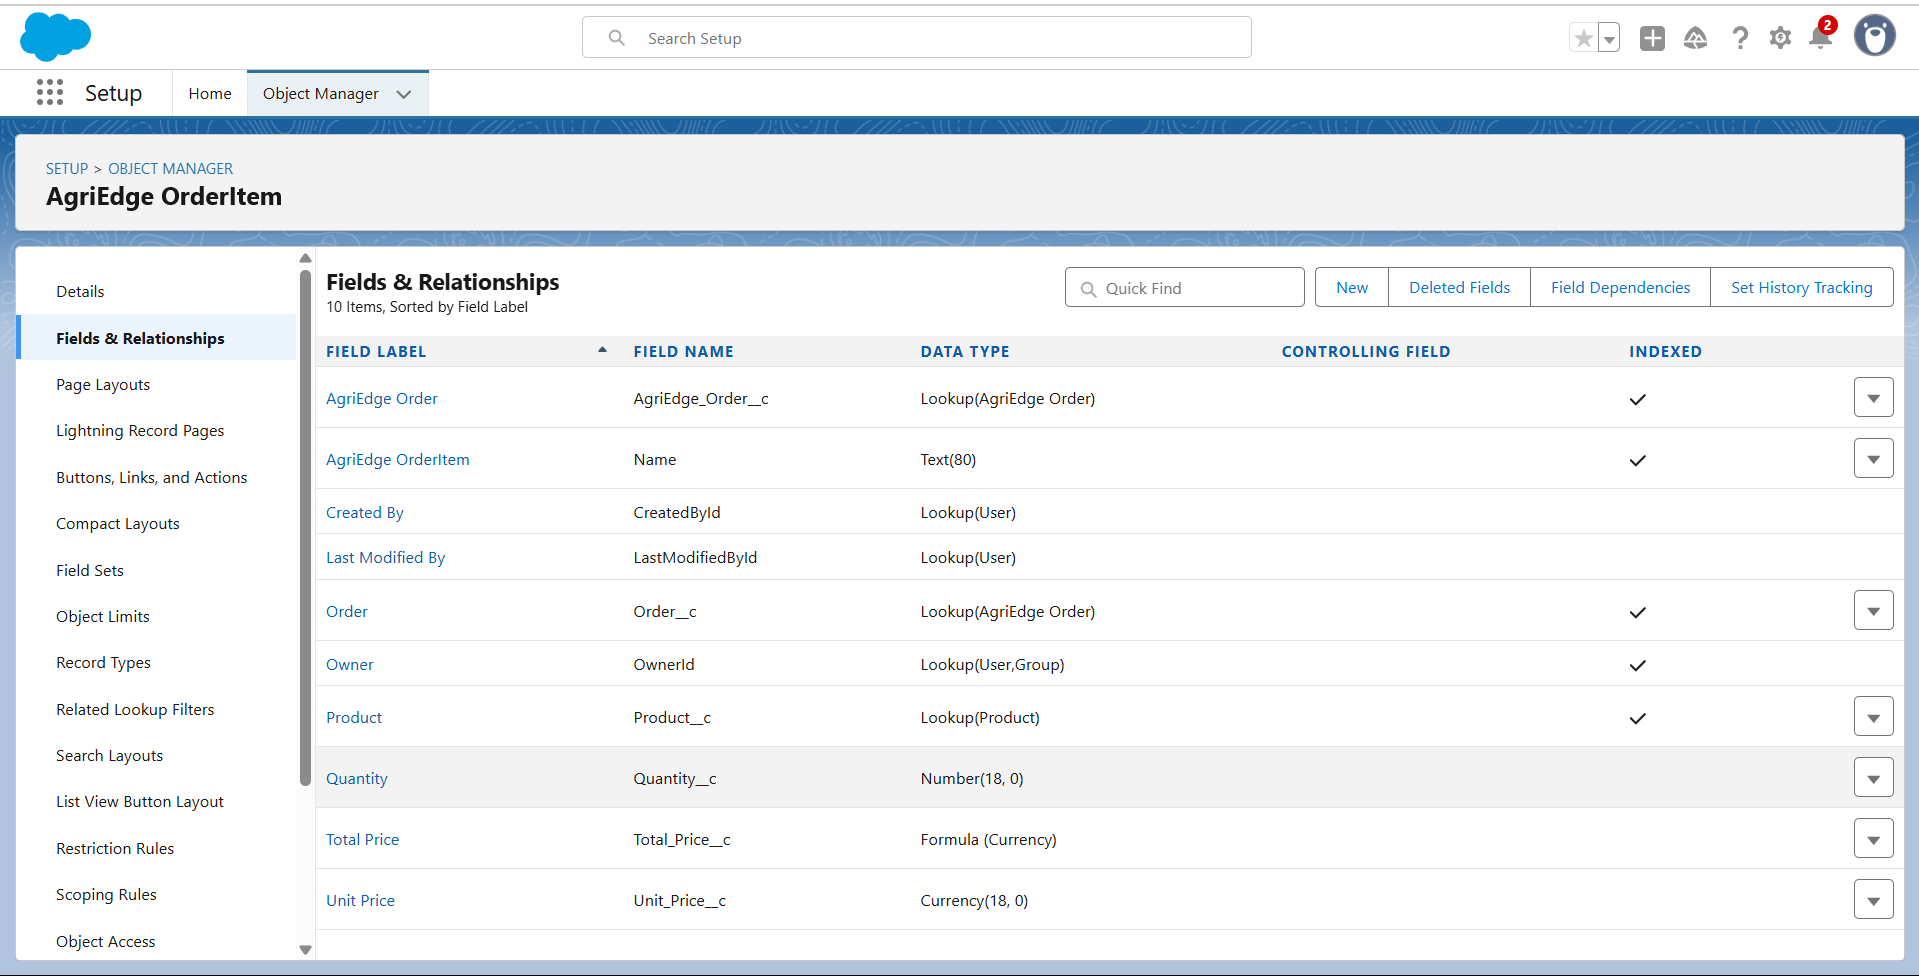 Search Setup
2
Setup
Home
Object Manager
SETUP > OBJECT MANAGER
AgriEdge OrderItem
Details
Fields & Relationships
Page Layouts
Lightning Record Pages
Buttons, Links, and Actions
Compact Layouts
Field Sets
Object Limits
Record Types
Related Lookup Filters
Search Layouts
List View Button Layout
Restriction Rules
Scoping Rules
Object Access
Fields & Relationships
10 Items, Sorted by Field Label
Quick Find
New
Deleted Fields
Field Dependencies
Set History Tracking
FIELD LABEL FIELD NAME DATA TYPE CONTROLLING FIELD INDEXED
AgriEdge Order AgriEdge_Order__c Lookup(AgriEdge Order)
AgriEdge OrderItem Name Text(80)
Created By CreatedById Lookup(User)
Last Modified By LastModifiedById Lookup(User)
Order Order__c Lookup(AgriEdge Order)
Owner OwnerId Lookup(User,Group)
Product Product__c Lookup(Product)
Quantity Quantity__c Number(18, 0)
Total Price Total_Price__c Formula (Currency)
Unit Price Unit_Price__c Currency(18, 0)